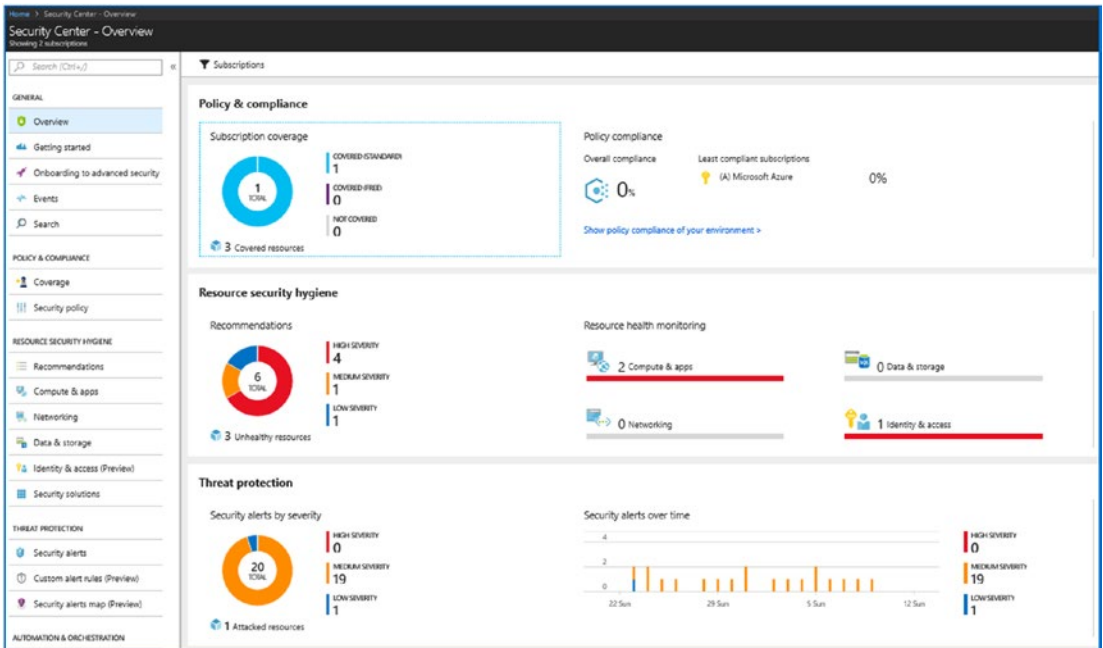 Home > Security Center - Overview
Security Center - Overview
Showing 2 subscriptions
Search (Ctrl+/)
«
GENERAL
Overview
Getting started
Onboarding to advanced security
Events
Search
POLICY & COMPLIANCE
Coverage
Security policy
RESOURCE SECURITY HYGIENE
Recommendations
Compute & apps
Networking
Data & storage
Identity & access (Preview)
Security solutions
THREAT PROTECTION
Security alerts
Custom alert rules (Preview)
Security alerts map (Preview)
AUTOMATION & ORCHESTRATION
Subscriptions
Policy & compliance
Subscription coverage
1
TOTAL
COVERED (STANDARD)
1
COVERED (FREE)
0
NOT COVERED
0
3 Covered resources
Policy compliance
Overall compliance
0%
Least compliant subscriptions
(A) Microsoft Azure 0%
Show policy compliance of your environment >
Resource security hygiene
Recommendations
6
TOTAL
HIGH SEVERITY
4
MEDIUM SEVERITY
1
LOW SEVERITY
1
3 Unhealthy resources
Resource health monitoring
2 Compute & apps
0 Data & storage
0 Networking
1 Identity & access
Threat protection
Security alerts by severity
20
TOTAL
HIGH SEVERITY
0
MEDIUM SEVERITY
19
LOW SEVERITY
1
1 Attacked resources
Security alerts over time
4
2
0
22 Sun 29 Sun 5 Sun 12 Sun
HIGH SEVERITY
0
MEDIUM SEVERITY
19
LOW SEVERITY
1